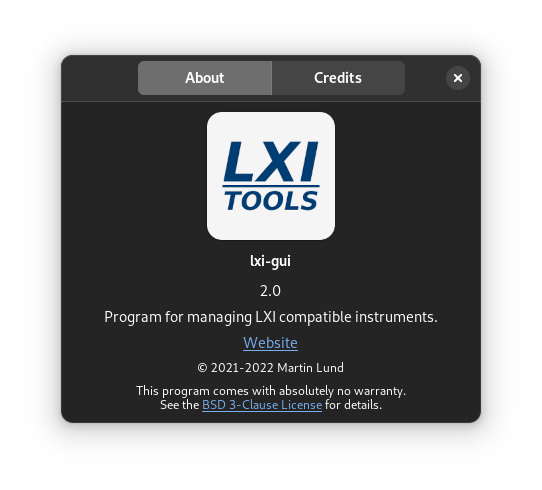 About Credits
LXI
TOOLS
lxi-gui
2.0
Program for managing LXI compatible instruments.
Website
© 2021-2022 Martin Lund
This program comes with absolutely no warranty.
See the BSD 3-Clause License for details.